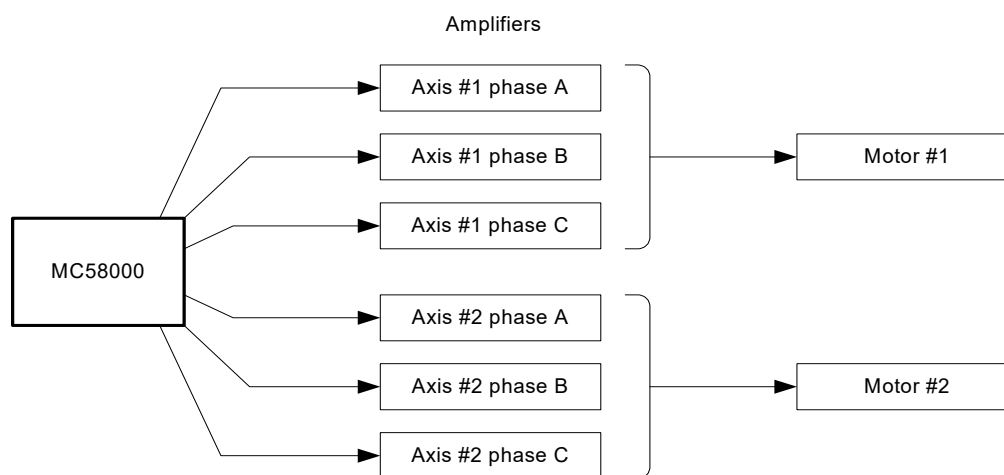 Amplifiers
Axis #1 phase A
Axis #1 phase B
Motor #1
Axis #1 phase C
MC58000
Axis #2 phase A
Axis #2 phase B
Motor #2
Axis #2 phase C